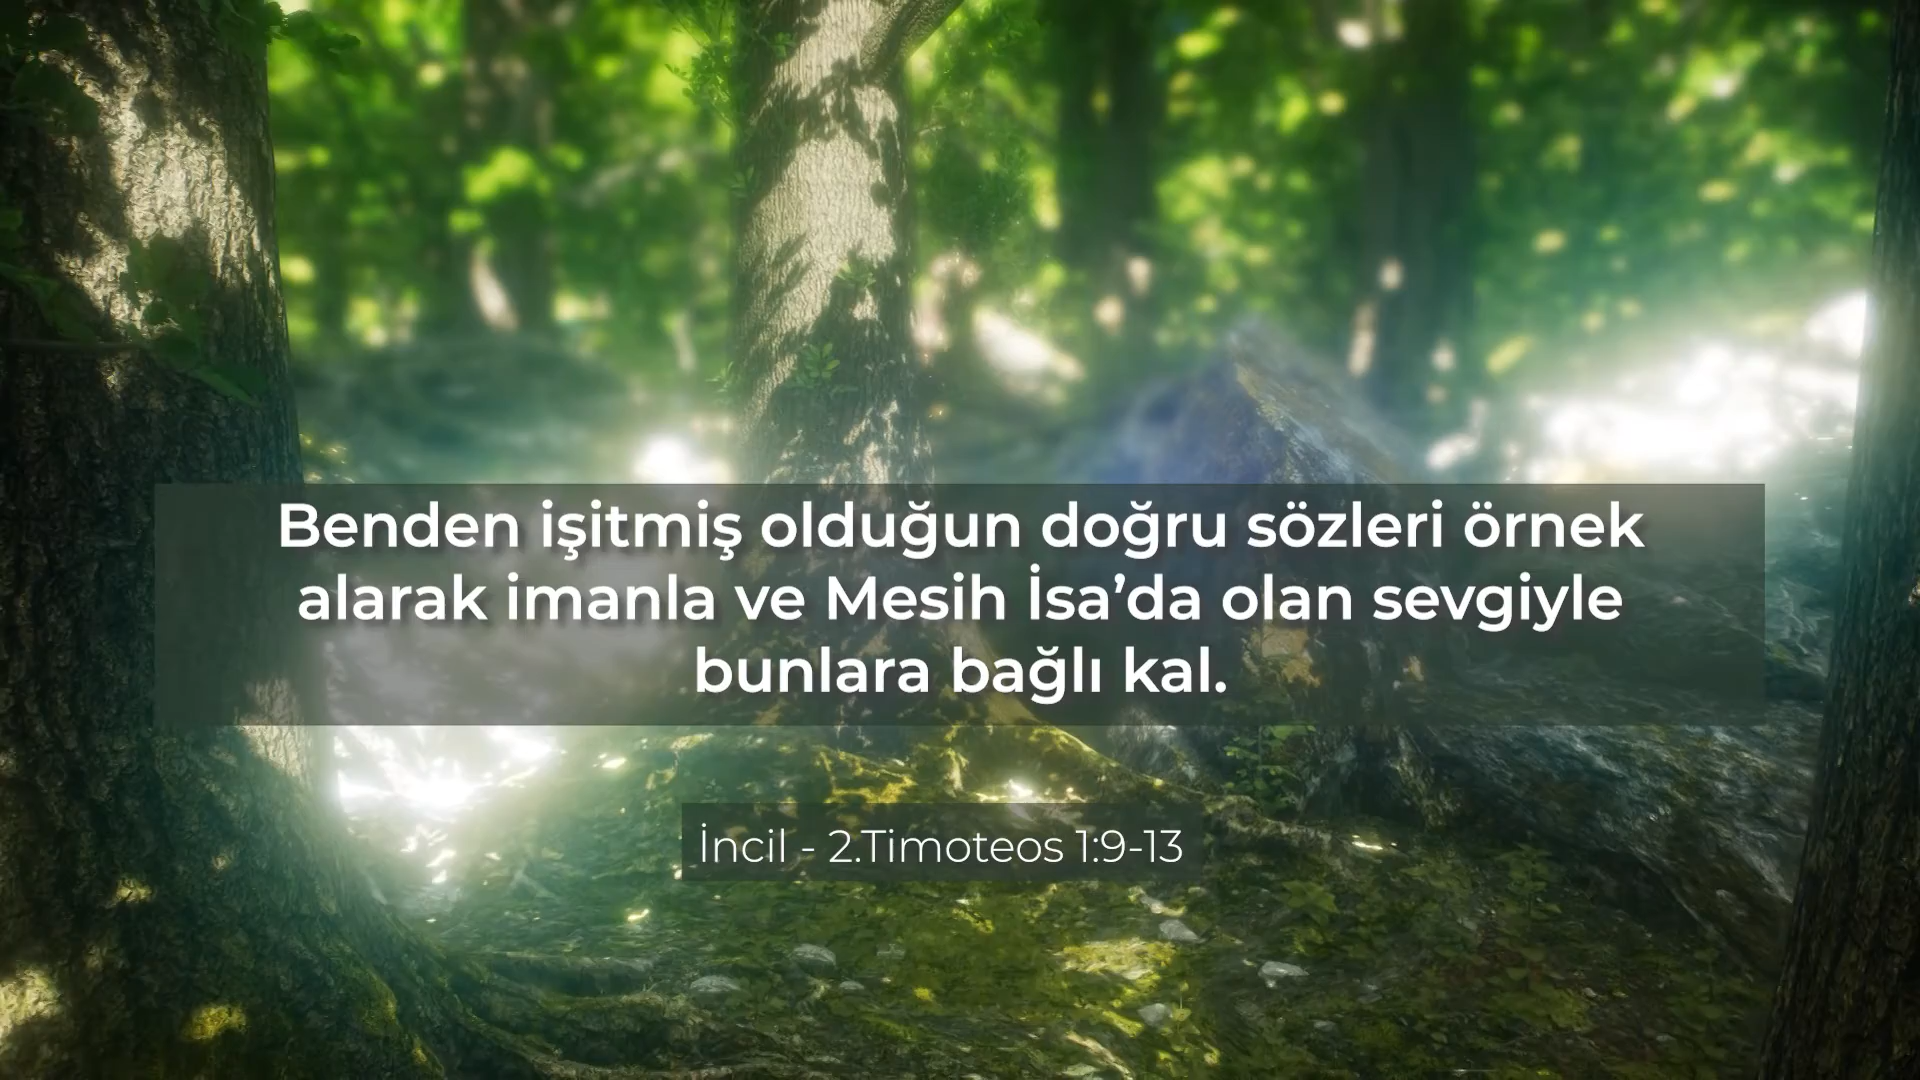 Benden işitmiş olduğun doğru sözleri örnek
alarak imanla ve Mesih İsa’da olan sevgiyle
bunlara bağlı kal.
İncil - 2.Timoteos 1:9-13